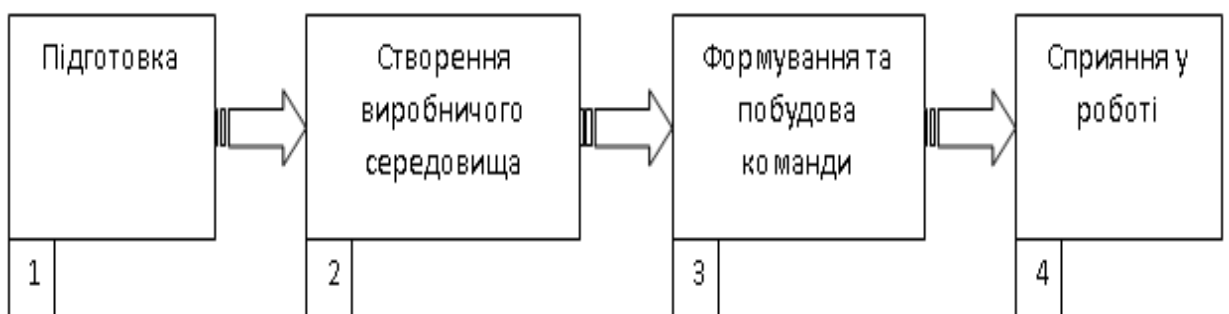 Підготовка
1
Створення
виробничого
середовища
2
Формування та
побудова
команди
3
Сприяння у
роботі
4